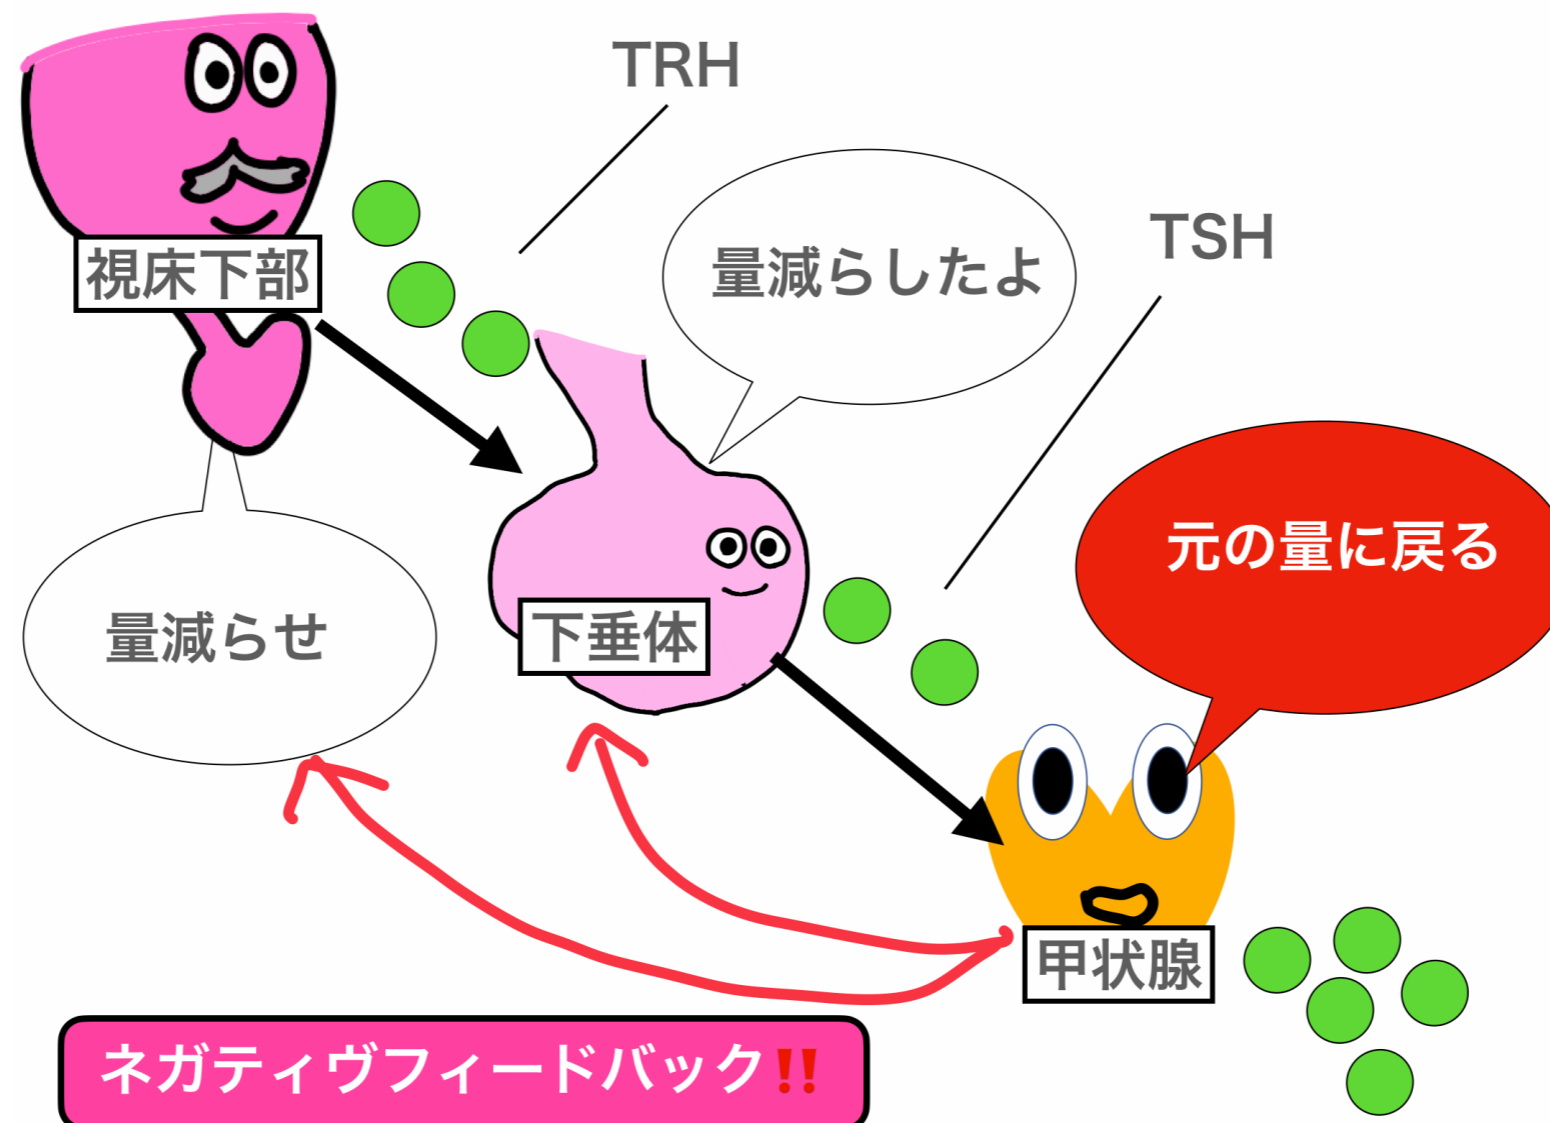 TRH
TSH
量減らしたよ
視床下部
元の量に戻る
量減らせ
下垂体
甲状腺
ネガティヴフィードバック‼️